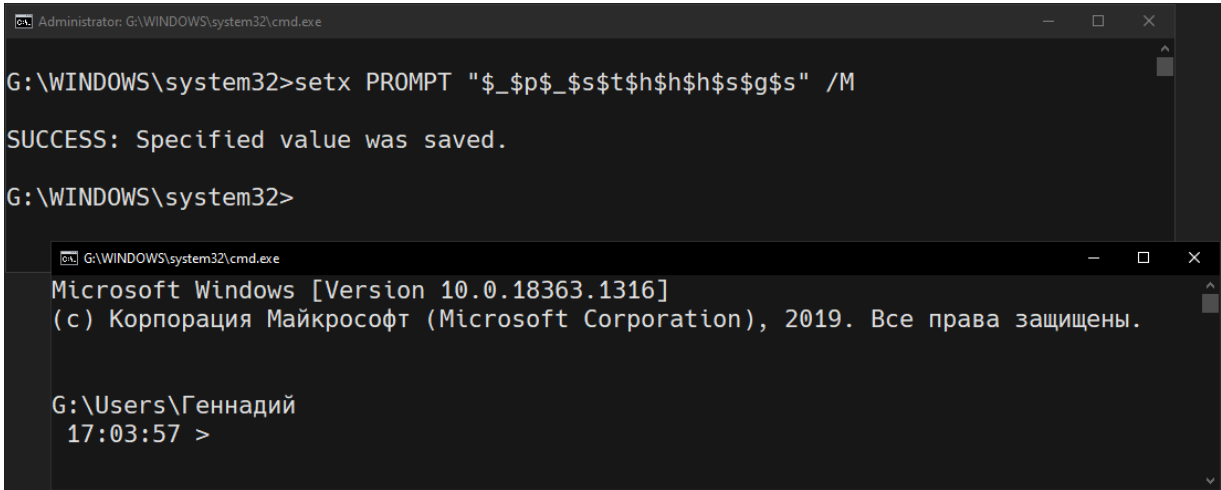 Administrator: G:\WINDOWS\system32\cmd.exe
G:\WINDOWS\system32>setx PROMPT "$_$p$_$s$t$h$h$h$s$g$s" /M
SUCCESS: Specified value was saved.
G:\WINDOWS\system32>
G:\WINDOWS\system32\cmd.exe
Microsoft Windows [Version 10.0.18363.1316]
(c) Корпорация Майкрософт (Microsoft Corporation), 2019. Все права защищены.
G:\Users\Геннадий
17:03:57 >